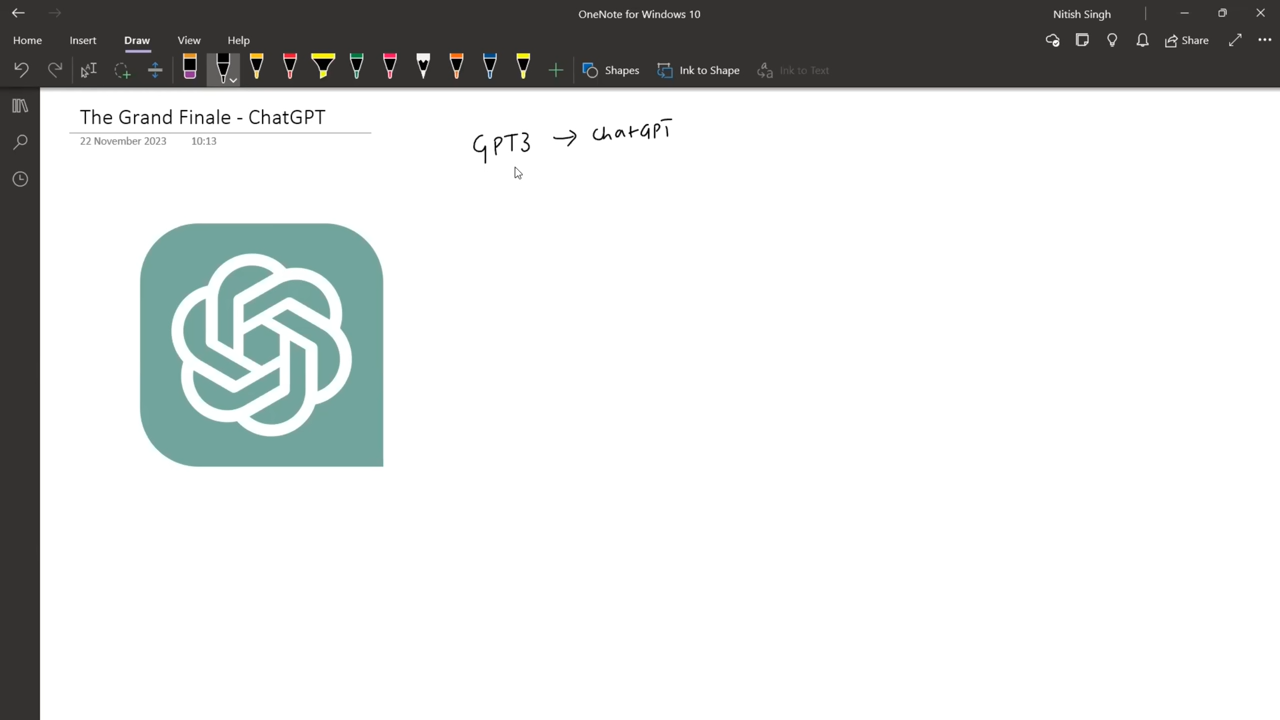 OneNote for Windows 10
Nitish Singh
Home Insert Draw View Help
Share
Shapes Ink to Shape Ink to Text
The Grand Finale - ChatGPT
22 November 2023 10:13
GPT3 → chatGPT